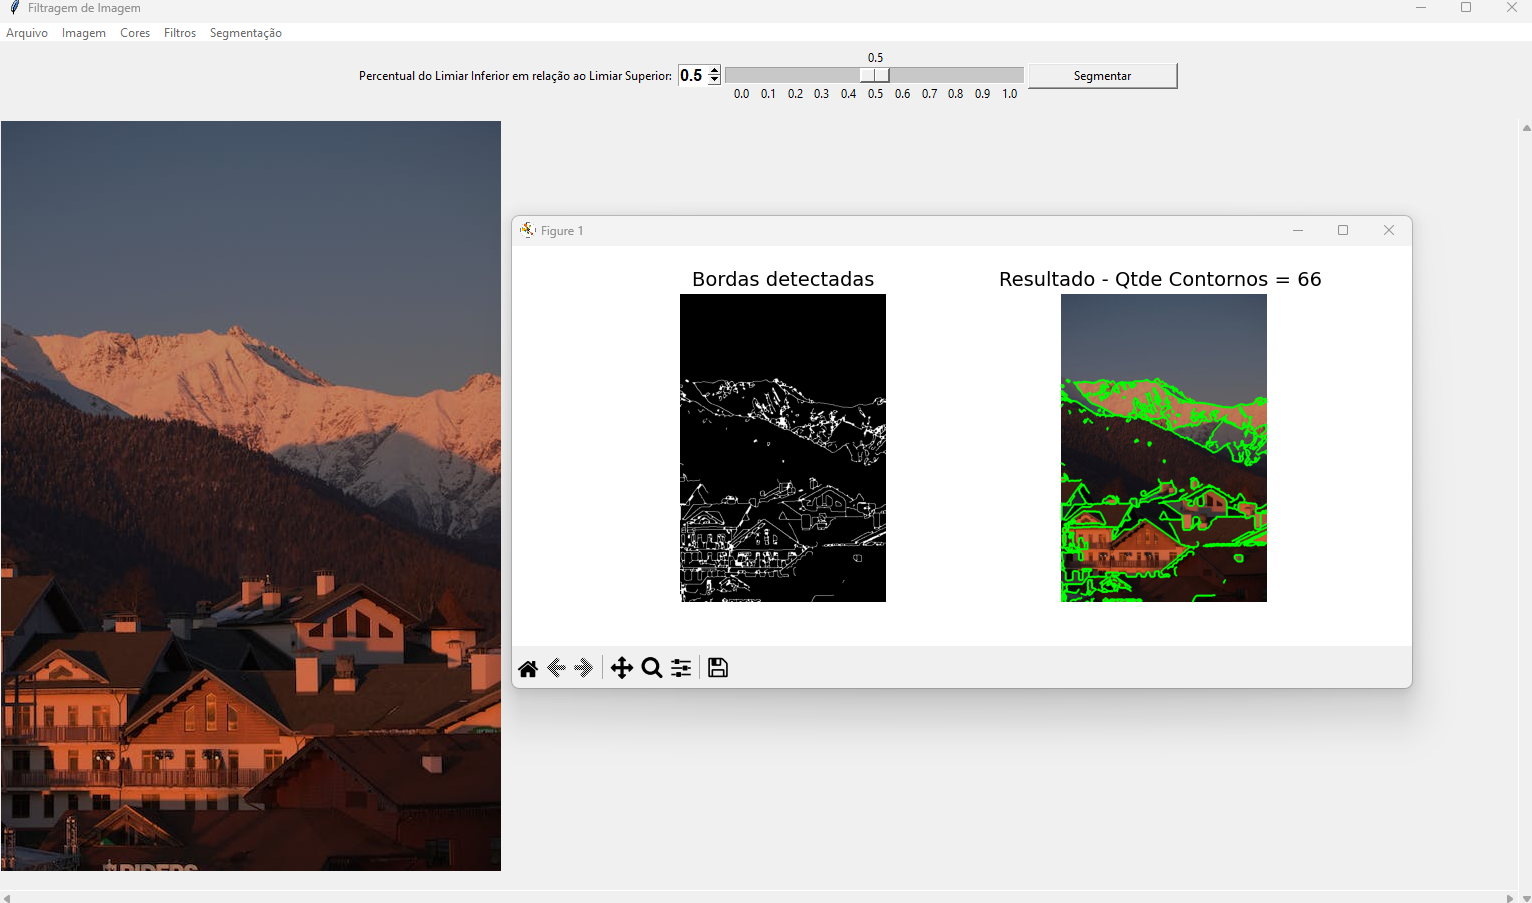 Filtragem de Imagem
Arquivo Imagem Cores Filtros Segmentação
0.5
Percentual do Limiar Inferior em relação ao Limiar Superior: 0.5 Segmentar
0.0 0.1 0.2 0.3 0.4 0.5 0.6 0.7 0.8 0.9 1.0
Figure 1
Bordas detectadas
Resultado - Qtde Contornos = 66
RIDERS